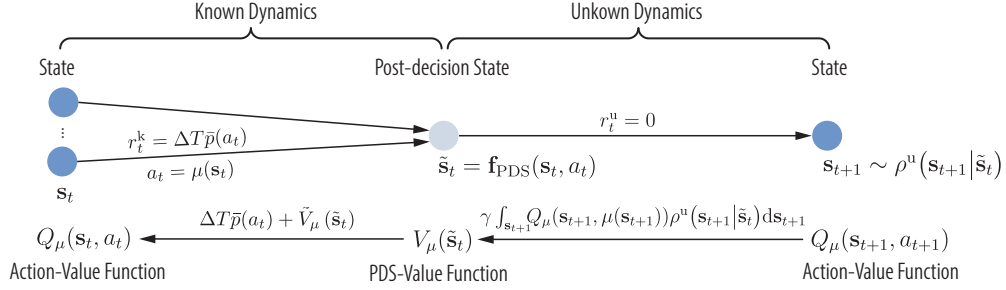 Known Dynamics
Unkown Dynamics
State
Post-decision State
State
⋮
r_t^k = ΔT p̄(a_t)
a_t = μ(s_t)
r_t^u = 0
s_t
s̃_t = f_PDS(s_t, a_t)
s_{t+1} ∼ ρ^u(s_{t+1}|s̃_t)
ΔT p̄(a_t) + Ṽ_μ(s̃_t)
γ ∫_{s_{t+1}} Q_μ(s_{t+1}, μ(s_{t+1}))ρ^u(s_{t+1}|s̃_t)ds_{t+1}
Q_μ(s_t, a_t)
V_μ(s̃_t)
Q_μ(s_{t+1}, a_{t+1})
Action-Value Function
PDS-Value Function
Action-Value Function